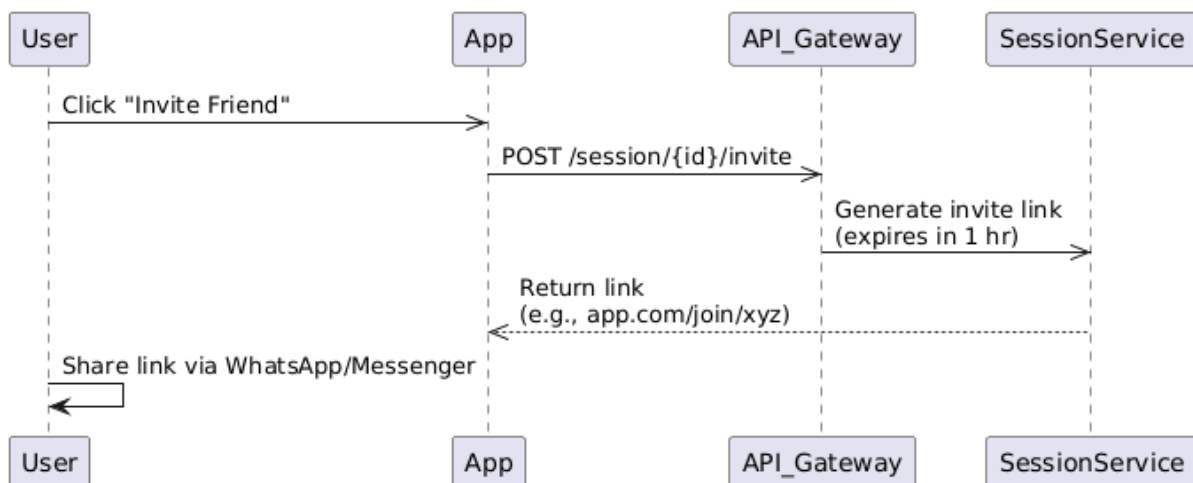 User App API_Gateway SessionService
Click "Invite Friend"
POST /session/{id}/invite
Generate invite link
(expires in 1 hr)
Return link
(e.g., app.com/join/xyz)
Share link via WhatsApp/Messenger
User App API_Gateway SessionService